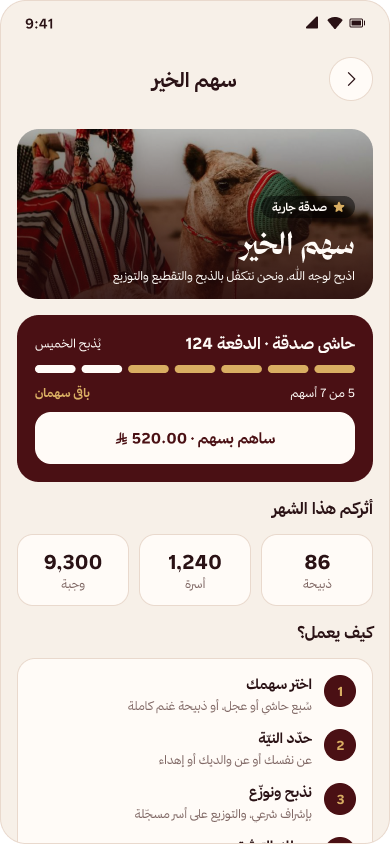 9:41
سهم الخير
صدقة جارية
سهم الخير
اذبح لوجه الله، ونحن نتكفّل بالذبح والتقطيع والتوزيع
حاشي صدقة · الدفعة 124
يُذبح الخميس
5 من 7 أسهم
باقي سهمان
ساهم بسهم · 520.00 ⃁
أثركم هذا الشهر
86
ذبيحة
1,240
أسرة
9,300
وجبة
كيف يعمل؟
1
اختر سهمك
سُبع حاشي أو عجل، أو ذبيحة غنم كاملة
2
حدّد النيّة
عن نفسك أو عن والديك أو إهداء
3
نذبح ونوزّع
بإشراف شرعي، والتوزيع على أسر مسجّلة